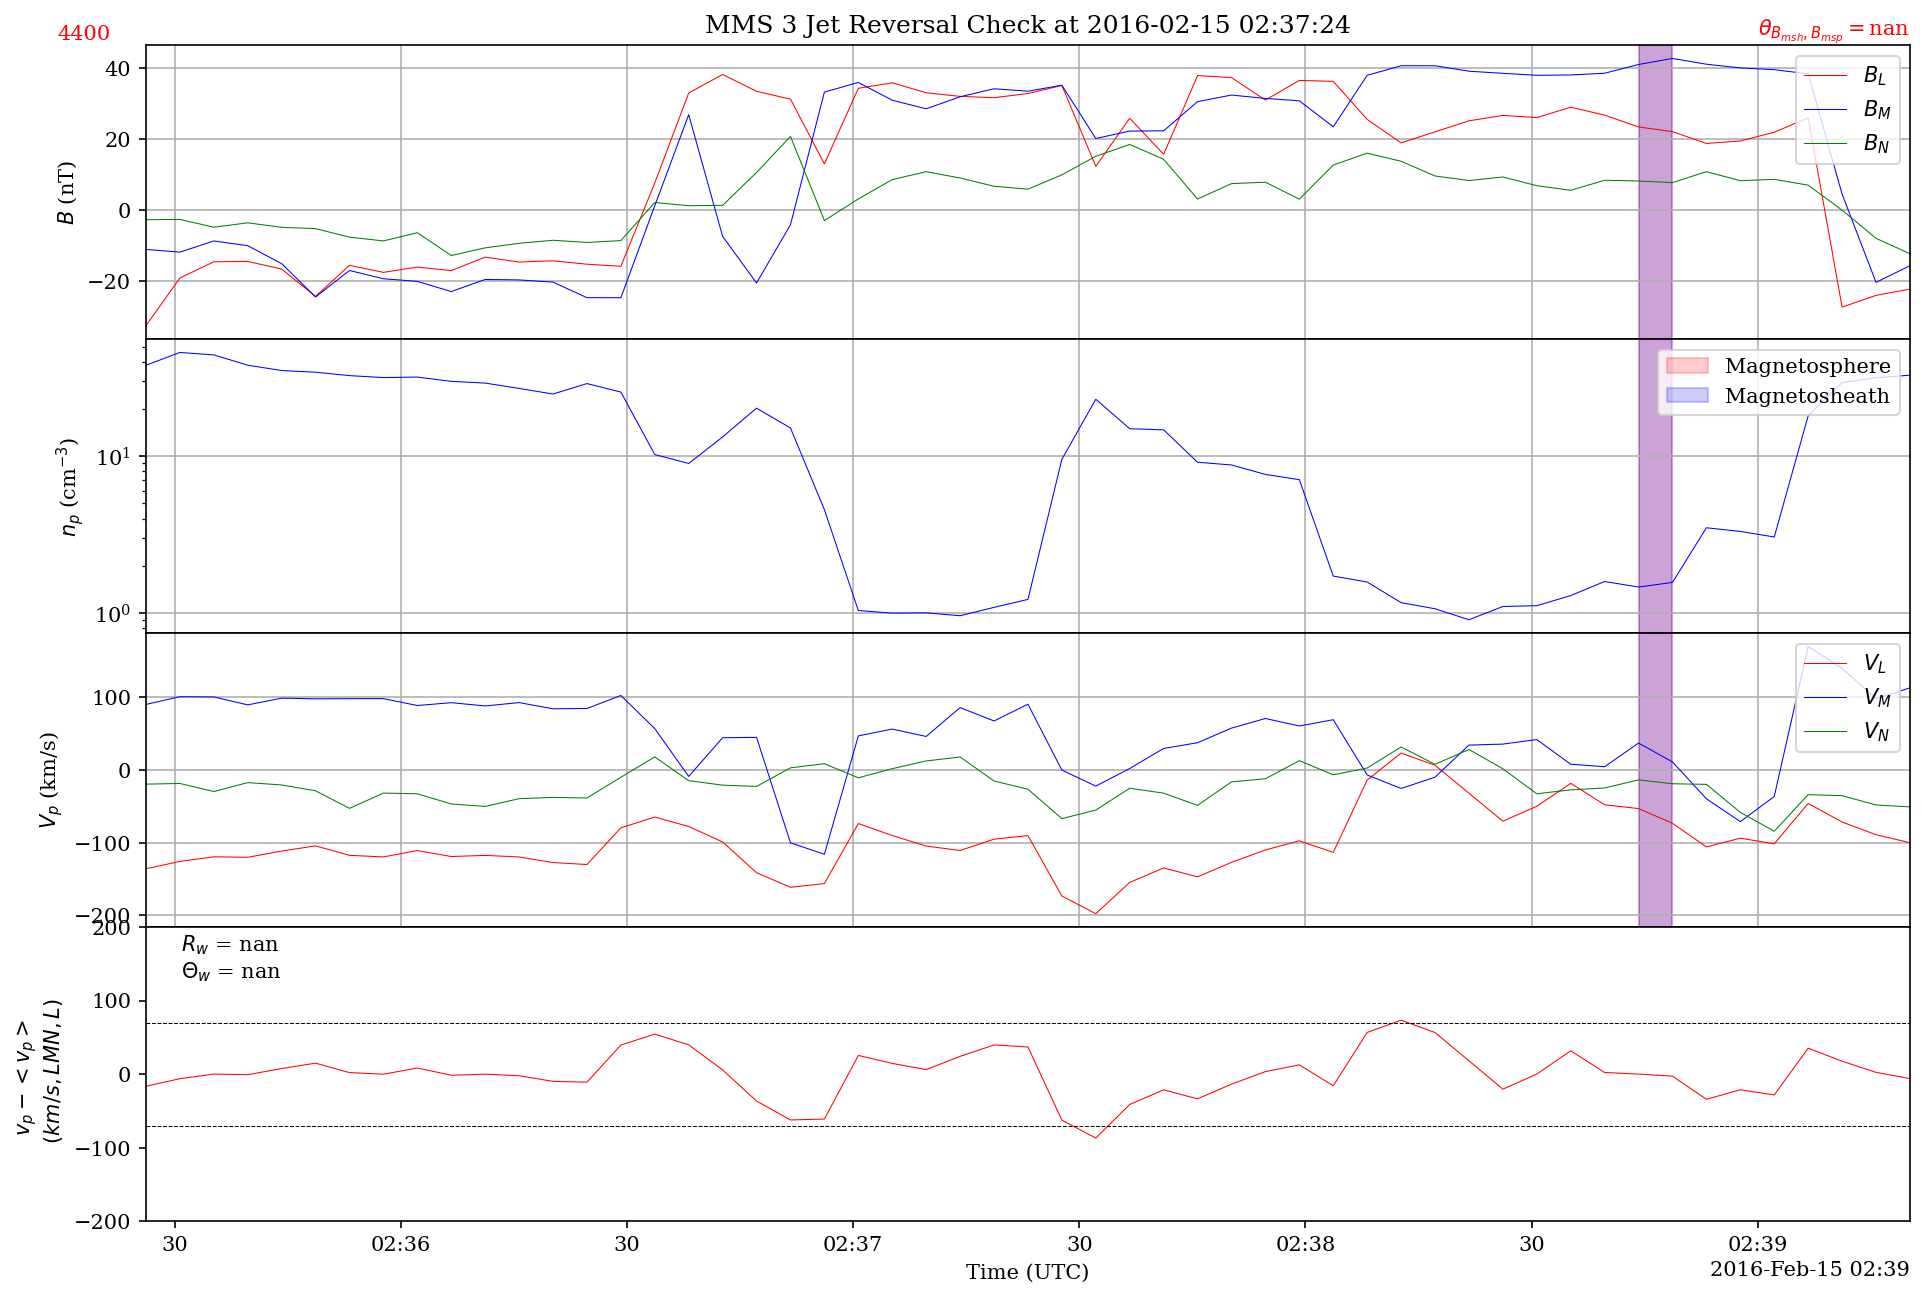 MMS 3 Jet Reversal Check at 2016-02-15 02:37:24
4400
θ_{B_{msh}, B_{msp}} = nan
40
20
0
−20
B (nT)
B_L
B_M
B_N
10^1
10^0
n_p (cm^{−3})
Magnetosphere
Magnetosheath
100
0
−100
−200
V_p (km/s)
V_L
V_M
V_N
200
100
0
−100
−200
v_p − <v_p>
(km/s, LMN, L)
R_w = nan
Θ_w = nan
30 02:36 30 02:37 30 02:38 30 02:39
Time (UTC)
2016-Feb-15 02:39